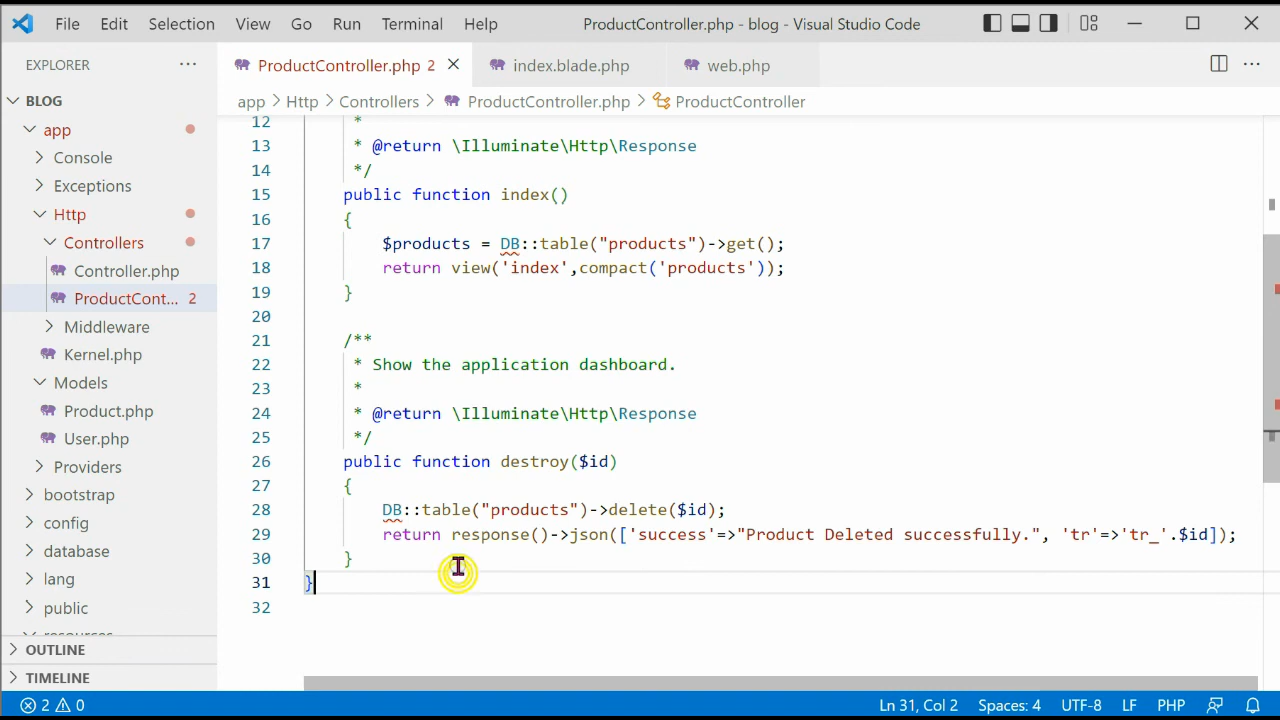 File Edit Selection View Go Run Terminal Help ProductController.php - blog - Visual Studio Code
EXPLORER ··· ProductController.php 2 index.blade.php web.php ···
BLOG app > Http > Controllers > ProductController.php > ProductController
app
Console
Exceptions
Http
Controllers
Controller.php
ProductCont... 2
Middleware
Kernel.php
Models
Product.php
User.php
Providers
bootstrap
config
database
lang
public
resources
OUTLINE
TIMELINE
12 *
13 * @return \Illuminate\Http\Response
14 */
15 public function index()
16 {
17 $products = DB::table("products")->get();
18 return view('index',compact('products'));
19 }
20
21 /**
22 * Show the application dashboard.
23 *
24 * @return \Illuminate\Http\Response
25 */
26 public function destroy($id)
27 {
28 DB::table("products")->delete($id);
29 return response()->json(['success'=>"Product Deleted successfully.", 'tr'=>'tr_'.$id]);
30 }
31 }
32
2 0 Ln 31, Col 2 Spaces: 4 UTF-8 LF PHP